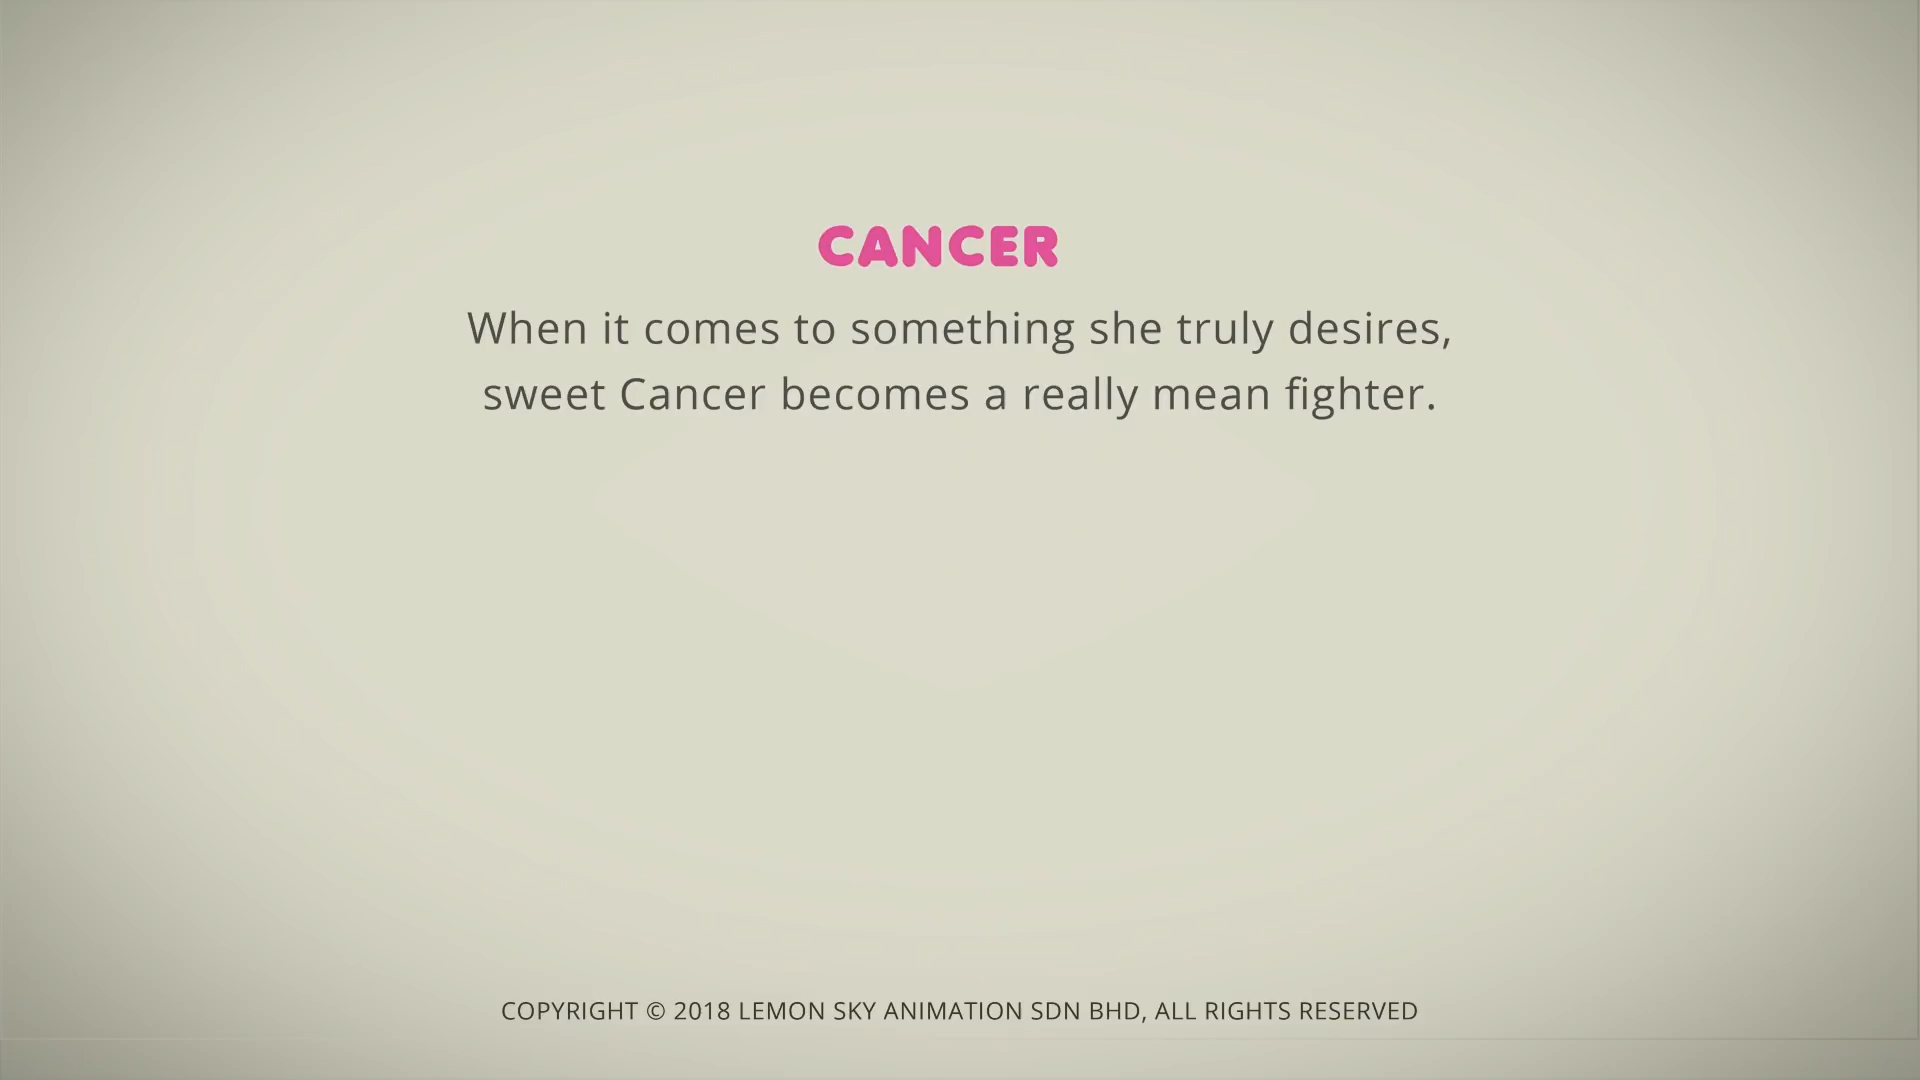 CANCER
When it comes to something she truly desires,
sweet Cancer becomes a really mean fighter.
COPYRIGHT © 2018 LEMON SKY ANIMATION SDN BHD, ALL RIGHTS RESERVED